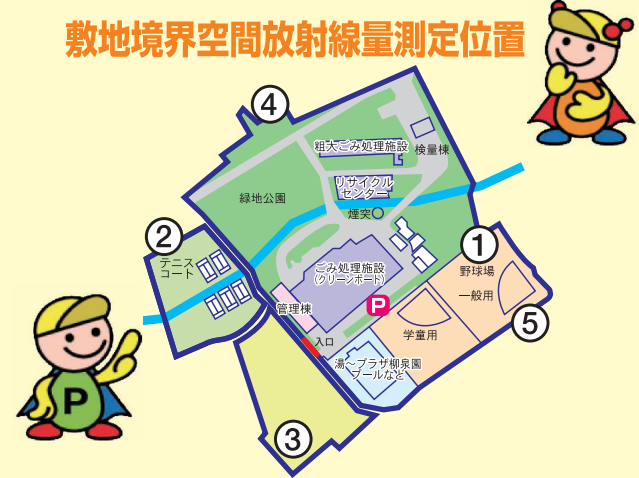 敷地境界空間放射線量測定位置
④
粗大ごみ処理施設
検量棟
リサイクル
センター
緑地公園
煙突
②
テニス
コート
①
野球場
一般用
ごみ処理施設
(クリーンポート)
管理棟
P
⑤
学童用
入口
湯〜プラザ柳泉園
プールなど
P
③